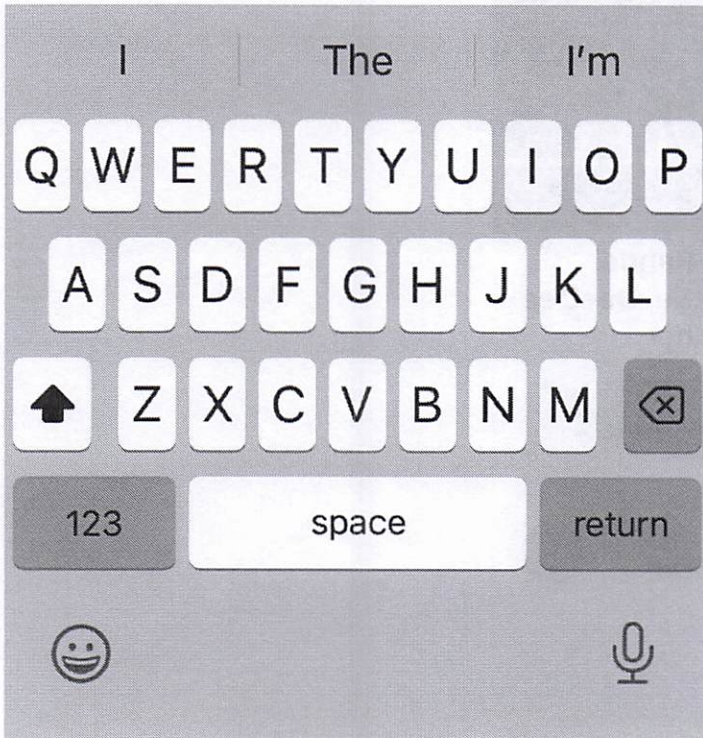 I The I'm
Q W E R T Y U I O P
A S D F G H J K L
Z X C V B N M
123 space return